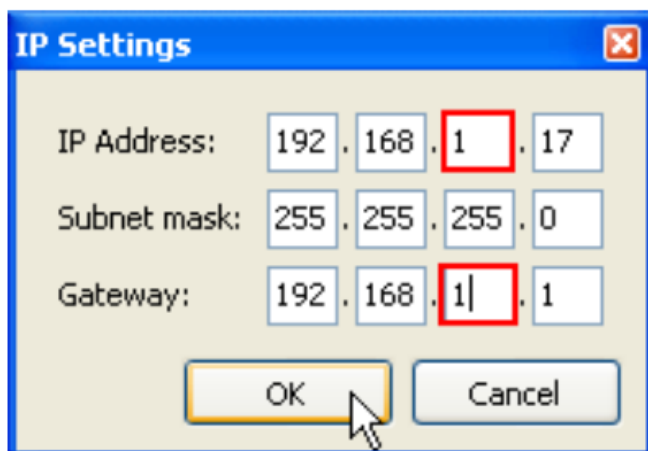 IP Settings
IP Address: 192 . 168 . 1 . 17
Subnet mask: 255 . 255 . 255 . 0
Gateway: 192 . 168 . 1 . 1
OK Cancel